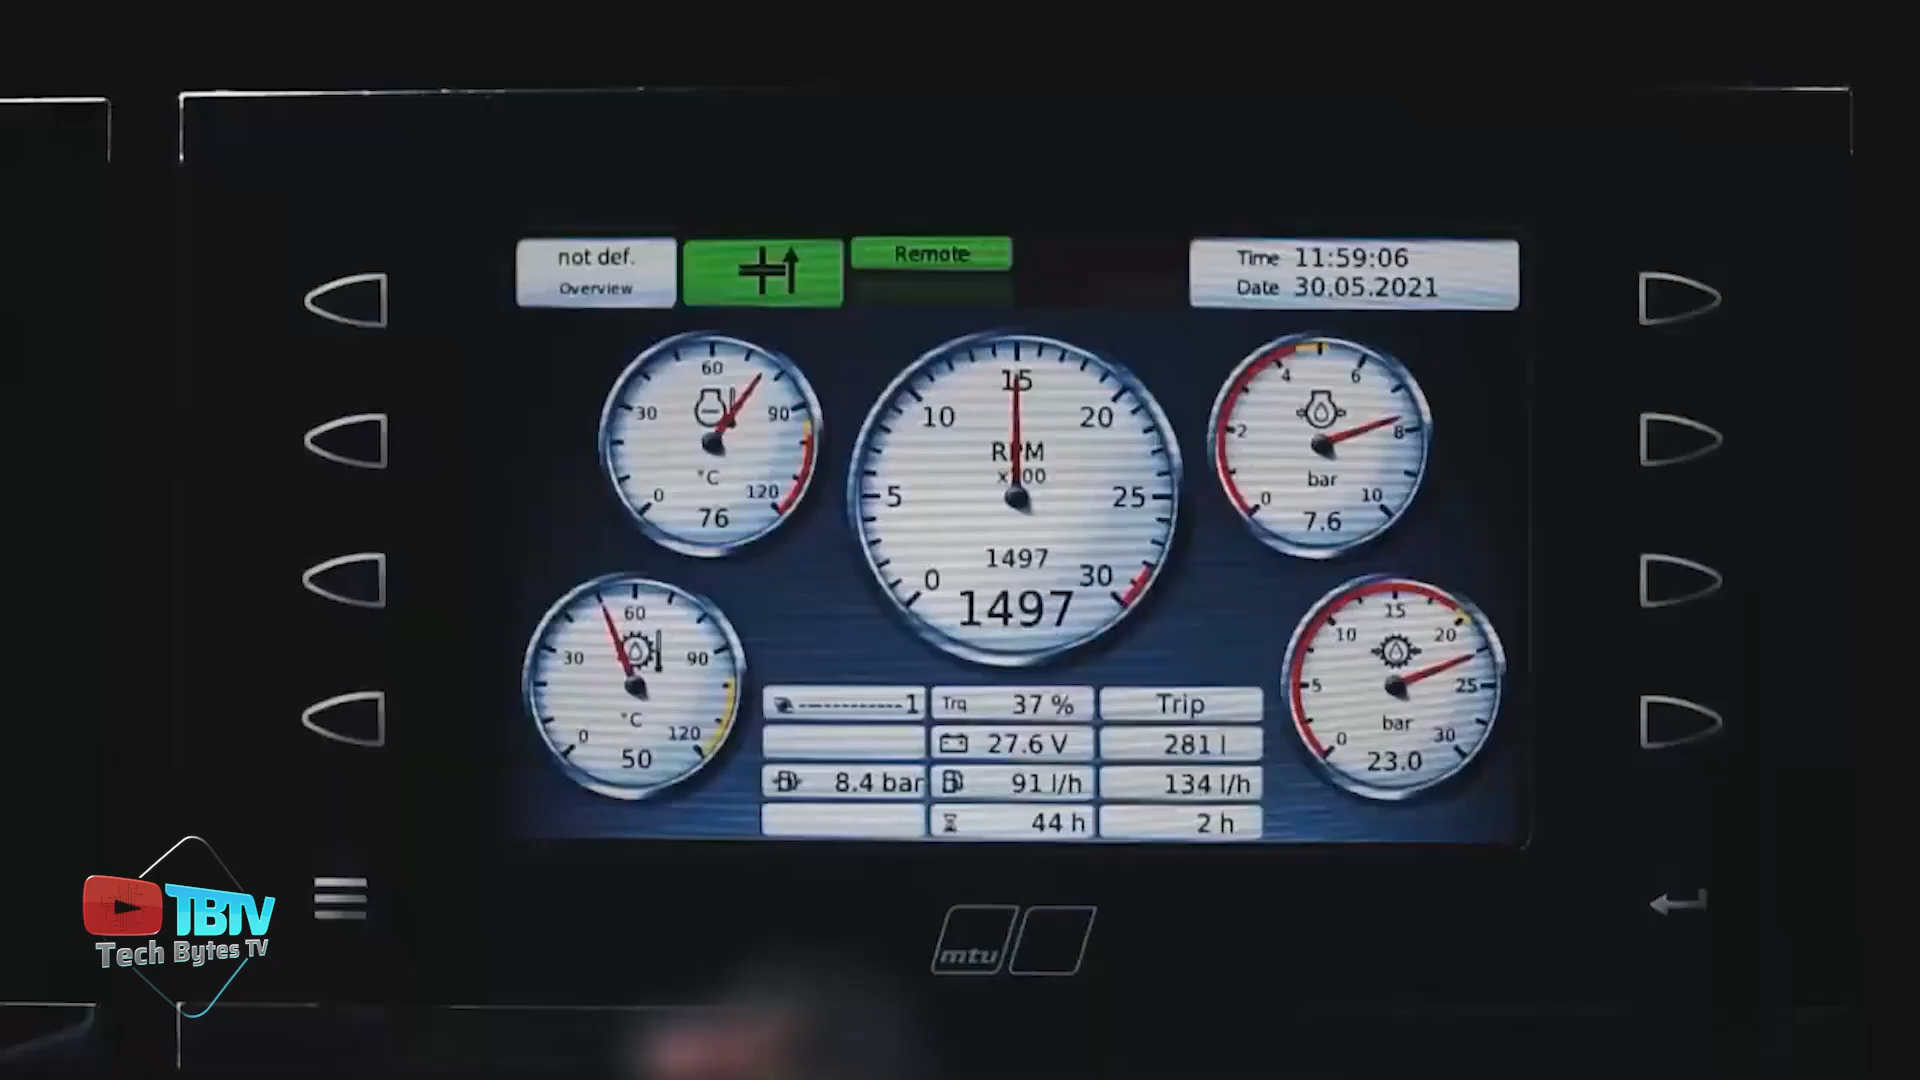 not def.
Overview
Remote
Time 11:59:06
Date 30.05.2021
0
30
60
90
120
°C
76
0
5
10
15
20
25
30
RPM
x100
1497
1497
0
2
4
6
8
10
bar
7.6
0
30
60
90
120
°C
50
0
5
10
15
20
25
30
bar
23.0
-----------1
Trq 37 %
Trip
27.6 V
281 l
8.4 bar
91 l/h
134 l/h
44 h
2 h
mtu
TBTV
Tech Bytes TV